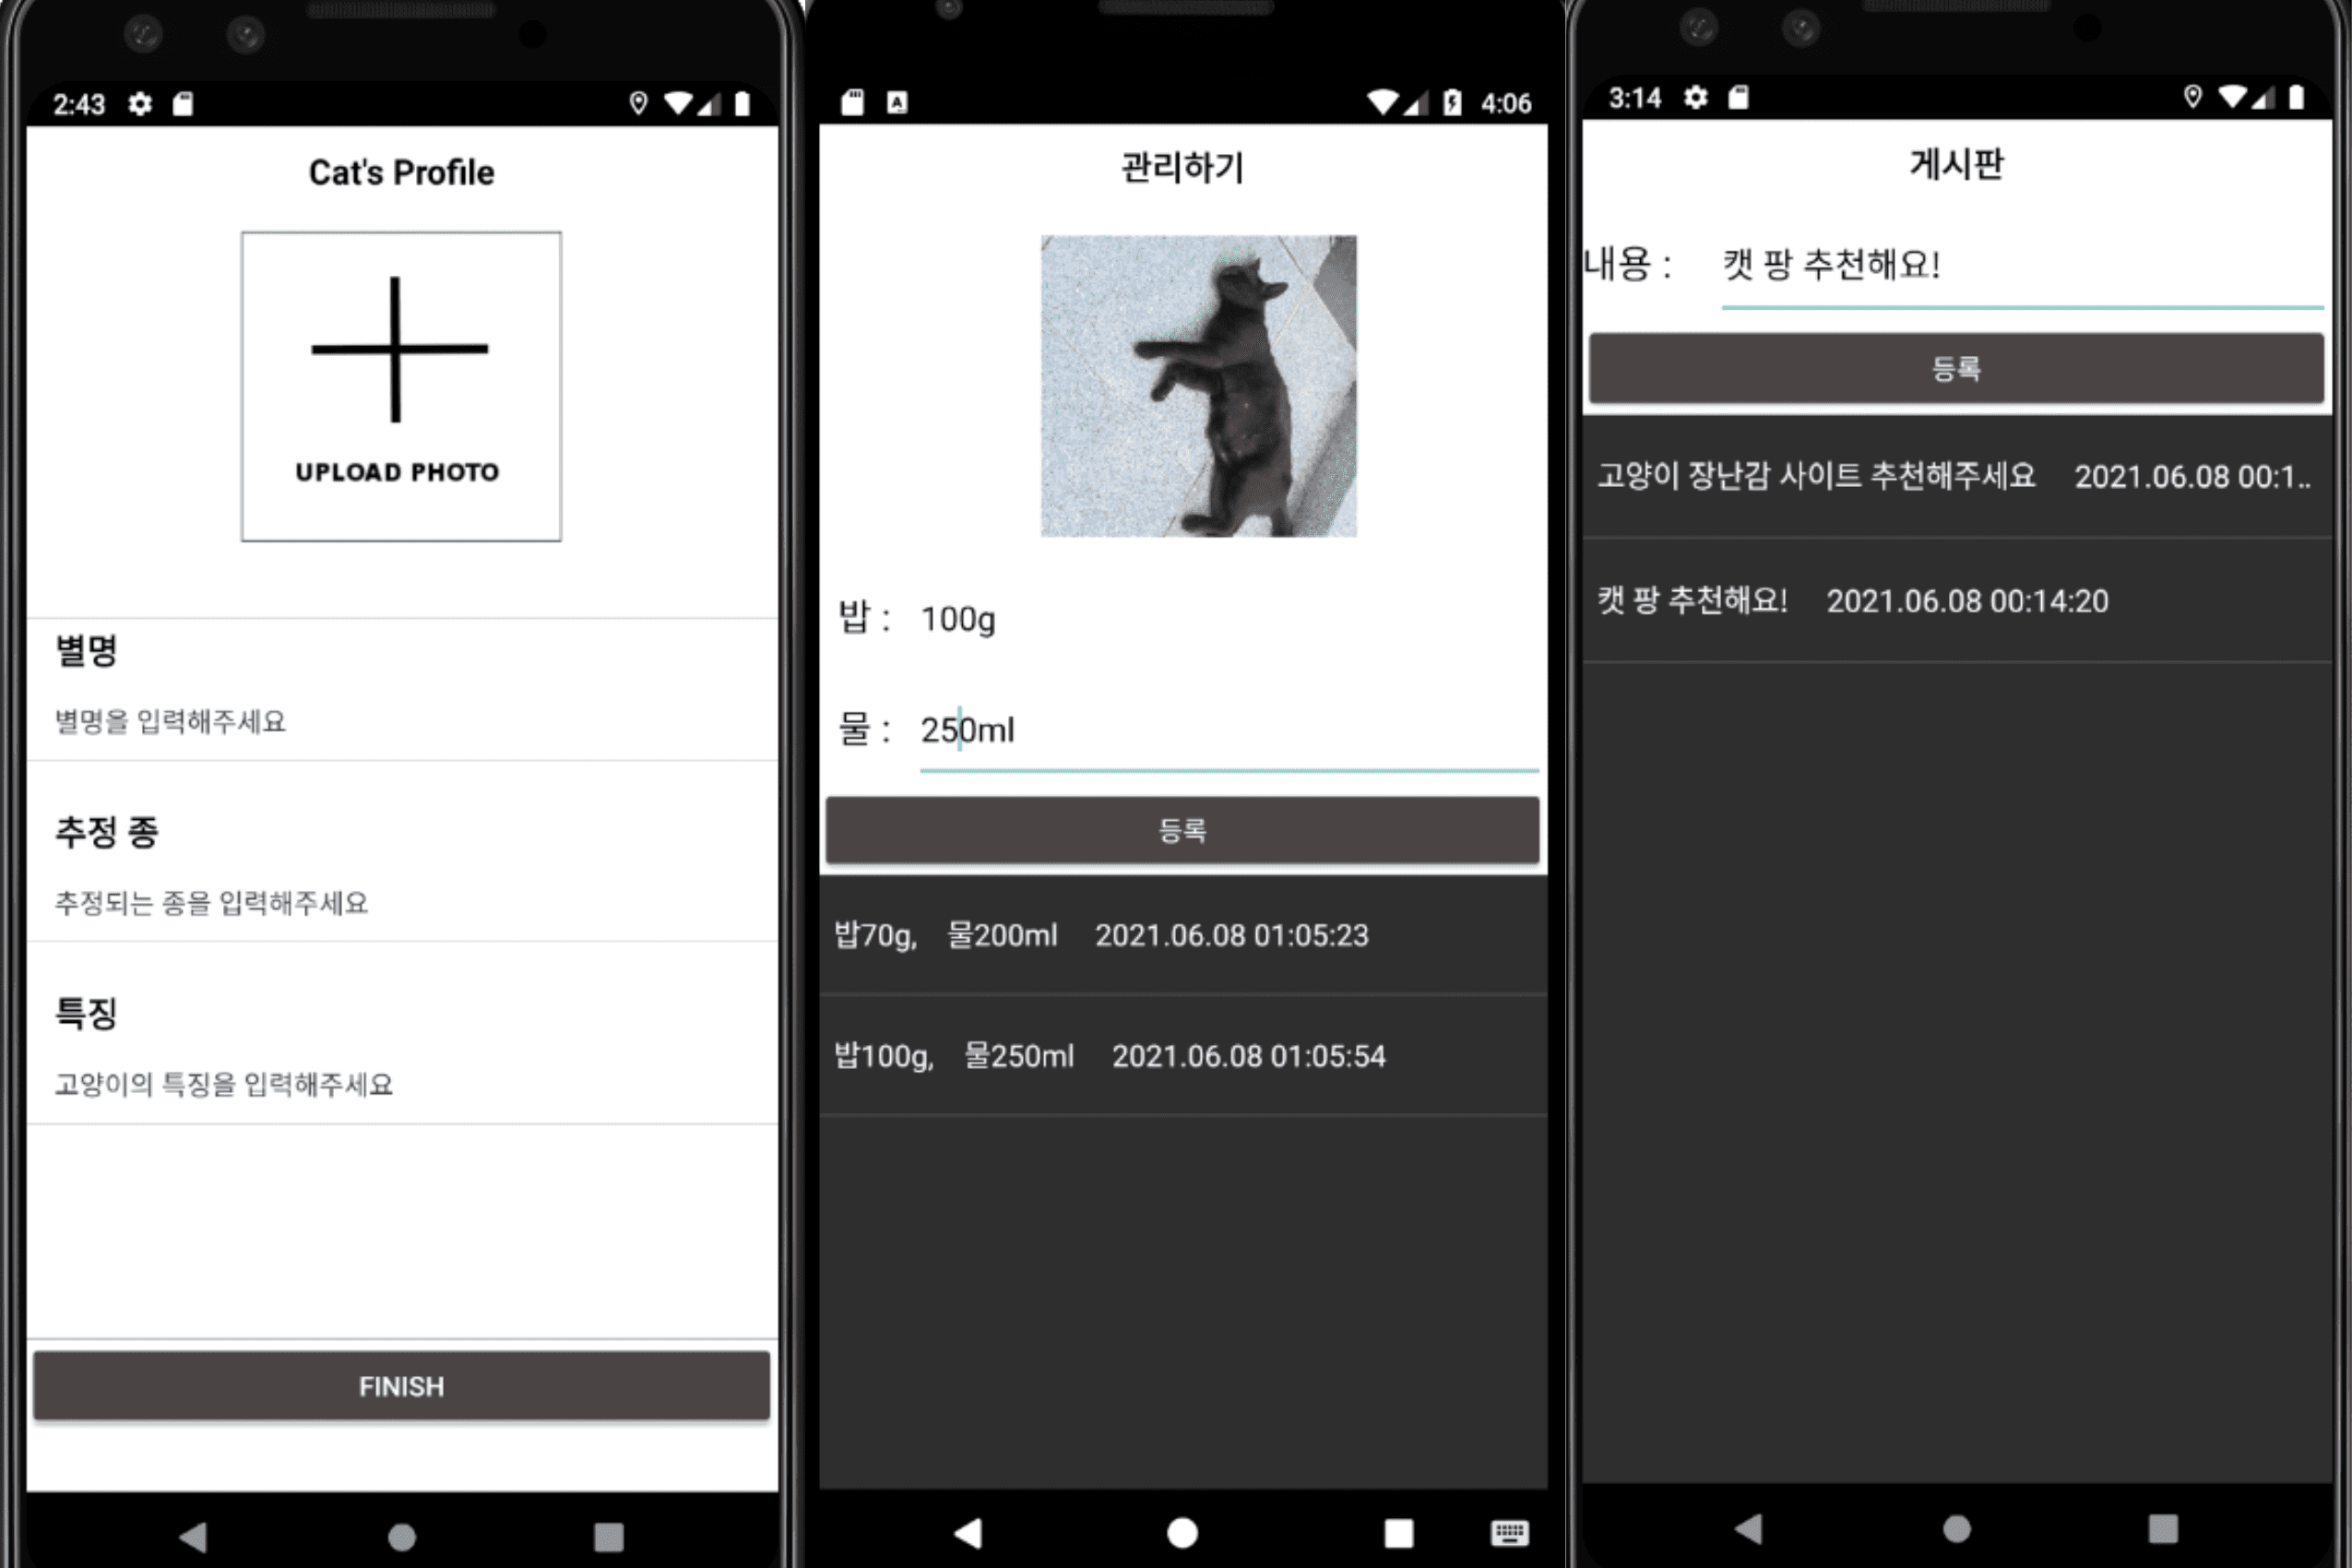 2:43
Cat's Profile
UPLOAD PHOTO
별명
별명을 입력해주세요
추정 종
추정되는 종을 입력해주세요
특징
고양이의 특징을 입력해주세요
FINISH
A 4:06
관리하기
밥 : 100g
물 : 250ml
등록
밥70g, 물200ml 2021.06.08 01:05:23
밥100g, 물250ml 2021.06.08 01:05:54
3:14
게시판
내용 : 캣 팡 추천해요!
등록
고양이 장난감 사이트 추천해주세요 2021.06.08 00:1..
캣 팡 추천해요! 2021.06.08 00:14:20